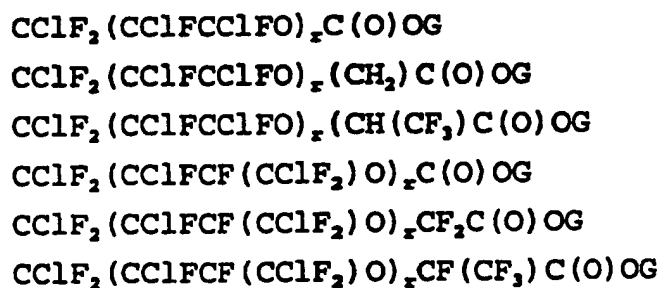 CClF₂(CClFCClFO)ₓC(O)OG
CClF₂(CClFCClFO)ₓ(CH₂)C(O)OG
CClF₂(CClFCClFO)ₓ(CH(CF₃)C(O)OG
CClF₂(CClFCF(CClF₂)O)ₓC(O)OG
CClF₂(CClFCF(CClF₂)O)ₓCF₂C(O)OG
CClF₂(CClFCF(CClF₂)O)ₓCF(CF₃)C(O)OG